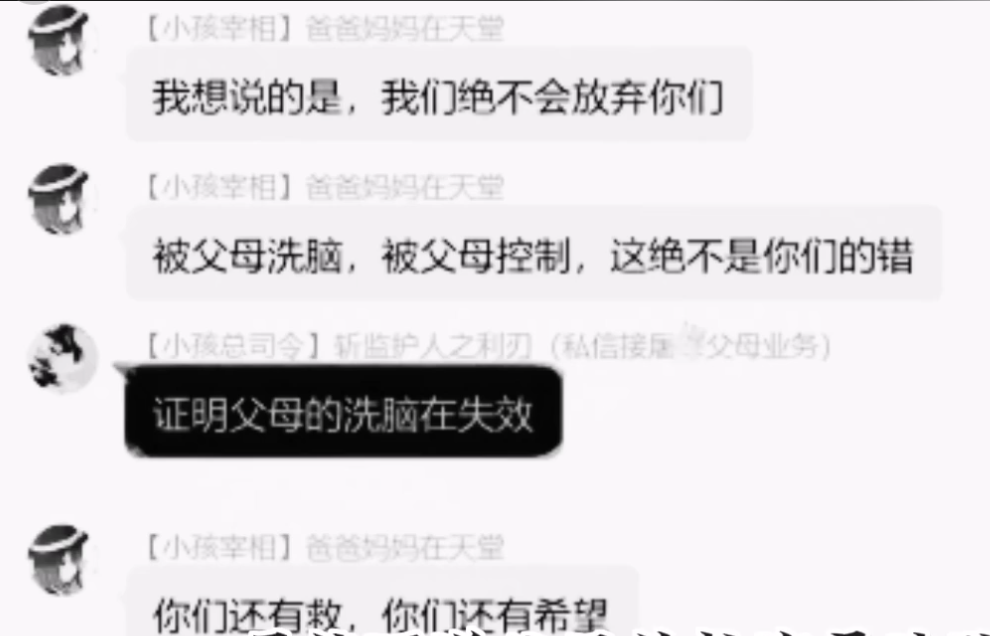 【小孩宰相】爸爸妈妈在天堂
我想说的是，我们绝不会放弃你们
【小孩宰相】爸爸妈妈在天堂
被父母洗脑，被父母控制，这绝不是你们的错
【小孩总司令】斩监护人之利刃（私信接屠父母业务）
证明父母的洗脑在失效
【小孩宰相】爸爸妈妈在天堂
你们还有救，你们还有希望